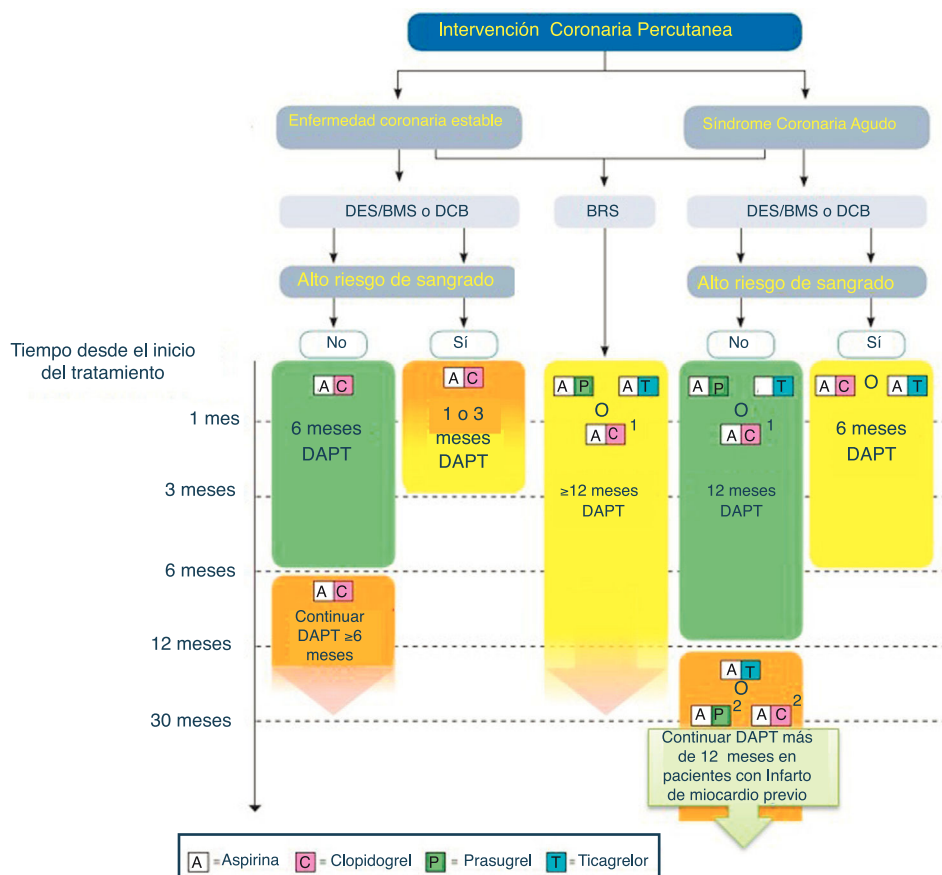 Intervención Coronaria Percutanea
Enfermedad coronaria estable
Síndrome Coronaria Agudo
DES/BMS o DCB
BRS
DES/BMS o DCB
Alto riesgo de sangrado
Alto riesgo de sangrado
No
Sí
No
Sí
Tiempo desde el inicio
del tratamiento
1 mes
3 meses
6 meses
12 meses
30 meses
A C
6 meses
DAPT
A C
Continuar
DAPT ≥6
meses
A C
1 o 3
meses
DAPT
A P A T
O
A C 1
≥12 meses
DAPT
A P T
O
A C 1
12 meses
DAPT
A T
O
A P 2 A C 2
Continuar DAPT más
de 12 meses en
pacientes con Infarto
de miocardio previo
A C O A T
6 meses
DAPT
A =Aspirina C = Clopidogrel P = Prasugrel T = Ticagrelor